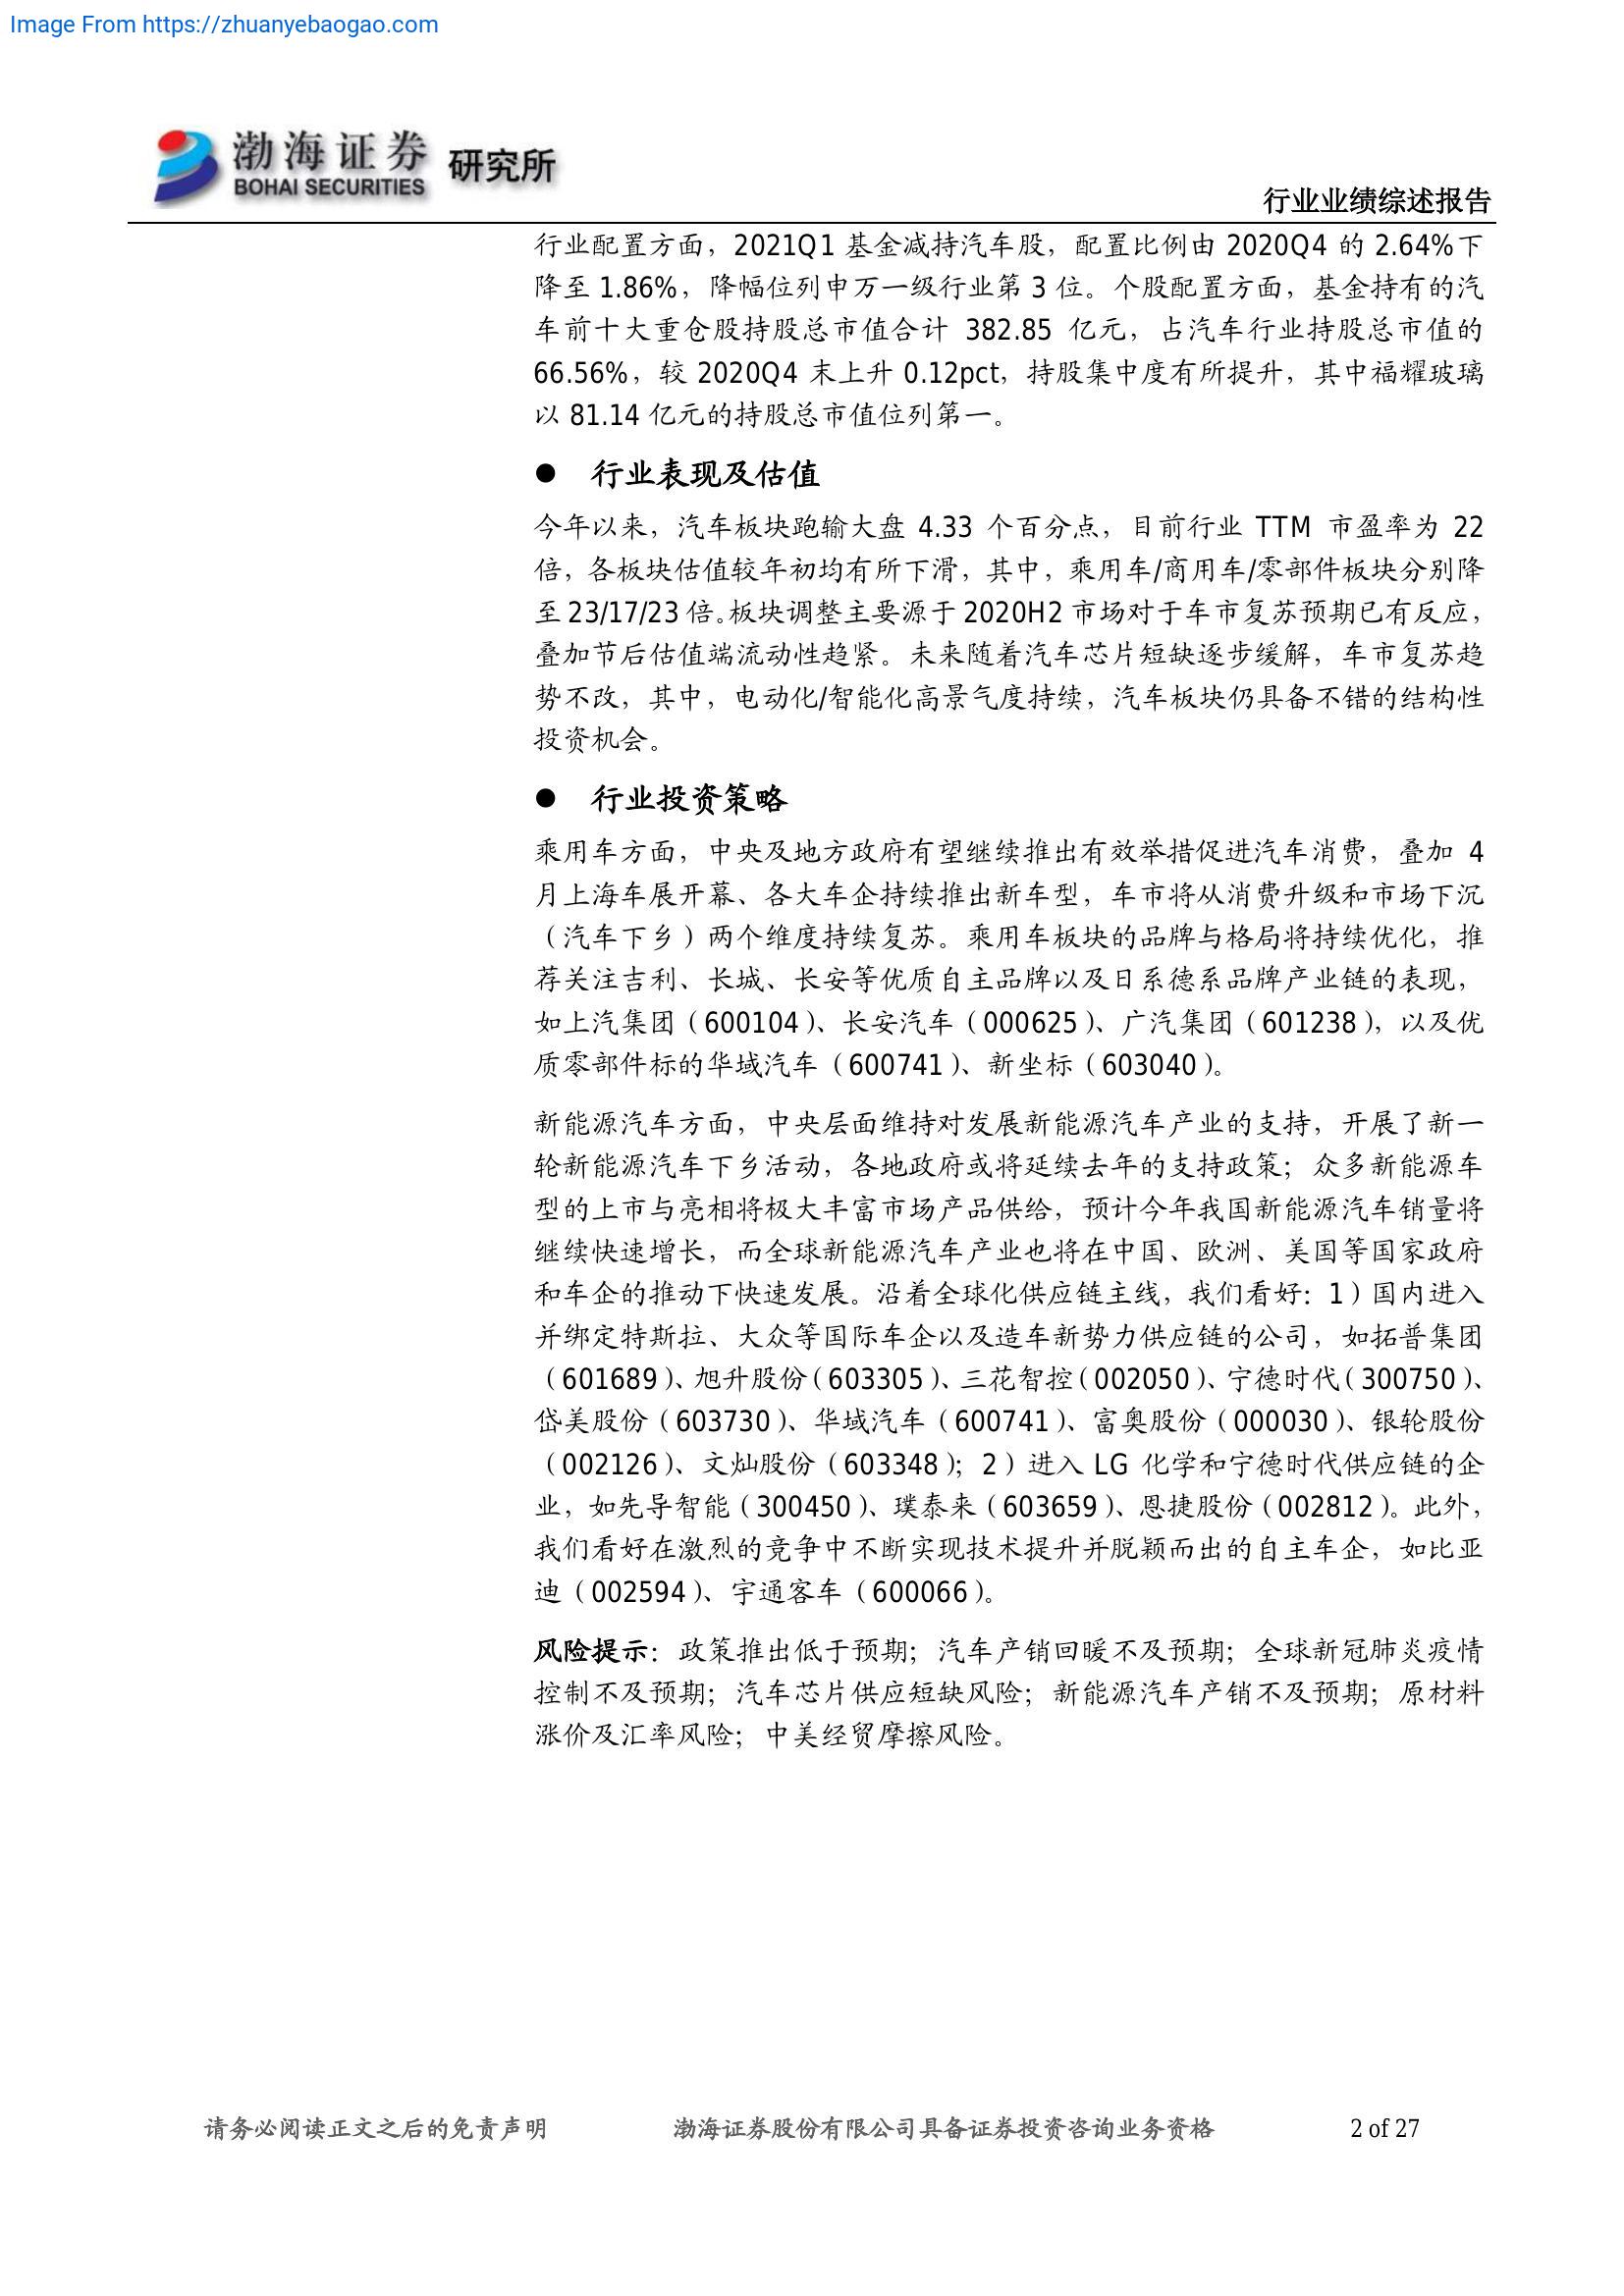 Image From https://zhuanyebaogao.com
渤海证券 研究所
BOHAI SECURITIES
行业业绩综述报告
行业配置方面，2021Q1 基金减持汽车股，配置比例由 2020Q4 的 2.64%下
降至 1.86%，降幅位列申万一级行业第 3 位。个股配置方面，基金持有的汽
车前十大重仓股持股总市值合计 382.85 亿元，占汽车行业持股总市值的
66.56%，较 2020Q4 末上升 0.12pct，持股集中度有所提升，其中福耀玻璃
以 81.14 亿元的持股总市值位列第一。
● 行业表现及估值
今年以来，汽车板块跑输大盘 4.33 个百分点，目前行业 TTM 市盈率为 22
倍，各板块估值较年初均有所下滑，其中，乘用车/商用车/零部件板块分别降
至 23/17/23 倍。板块调整主要源于 2020H2 市场对于车市复苏预期已有反应，
叠加节后估值端流动性趋紧。未来随着汽车芯片短缺逐步缓解，车市复苏趋
势不改，其中，电动化/智能化高景气度持续，汽车板块仍具备不错的结构性
投资机会。
● 行业投资策略
乘用车方面，中央及地方政府有望继续推出有效举措促进汽车消费，叠加 4
月上海车展开幕、各大车企持续推出新车型，车市将从消费升级和市场下沉
（汽车下乡）两个维度持续复苏。乘用车板块的品牌与格局将持续优化，推
荐关注吉利、长城、长安等优质自主品牌以及日系德系品牌产业链的表现，
如上汽集团（600104）、长安汽车（000625）、广汽集团（601238），以及优
质零部件标的华域汽车（600741）、新坐标（603040）。
新能源汽车方面，中央层面维持对发展新能源汽车产业的支持，开展了新一
轮新能源汽车下乡活动，各地政府或将延续去年的支持政策；众多新能源车
型的上市与亮相将极大丰富市场产品供给，预计今年我国新能源汽车销量将
继续快速增长，而全球新能源汽车产业也将在中国、欧洲、美国等国家政府
和车企的推动下快速发展。沿着全球化供应链主线，我们看好：1）国内进入
并绑定特斯拉、大众等国际车企以及造车新势力供应链的公司，如拓普集团
（601689）、旭升股份（603305）、三花智控（002050）、宁德时代（300750）、
岱美股份（603730）、华域汽车（600741）、富奥股份（000030）、银轮股份
（002126）、文灿股份（603348）；2）进入 LG 化学和宁德时代供应链的企
业，如先导智能（300450）、璞泰来（603659）、恩捷股份（002812）。此外，
我们看好在激烈的竞争中不断实现技术提升并脱颖而出的自主车企，如比亚
迪（002594）、宇通客车（600066）。
风险提示：政策推出低于预期；汽车产销回暖不及预期；全球新冠肺炎疫情
控制不及预期；汽车芯片供应短缺风险；新能源汽车产销不及预期；原材料
涨价及汇率风险；中美经贸摩擦风险。
请务必阅读正文之后的免责声明 渤海证券股份有限公司具备证券投资咨询业务资格 2 of 27